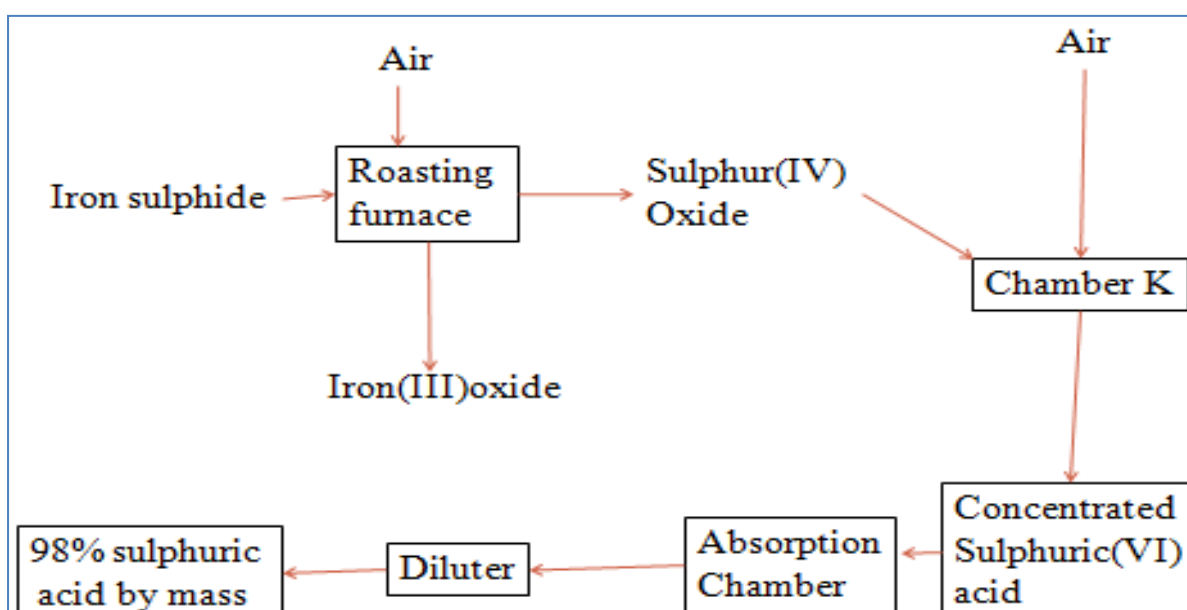 Air
Air
Iron sulphide
Roasting
furnace
Sulphur(IV)
Oxide
Chamber K
Iron(III)oxide
Concentrated
Sulphuric(VI)
acid
Absorption
Chamber
Diluter
98% sulphuric
acid by mass